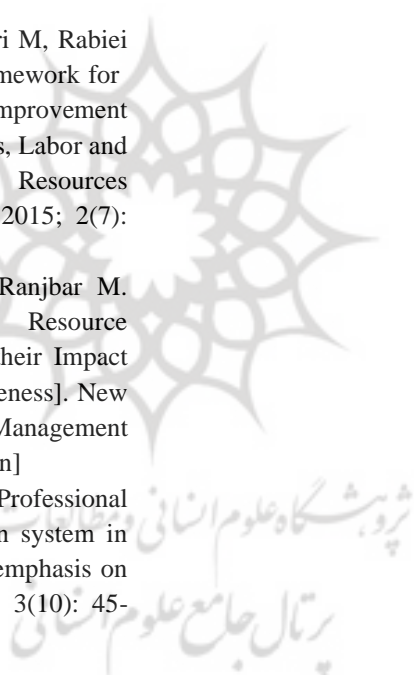 ri M, Rabiei
mework for
mprovement
s, Labor and
Resources
2015; 2(7):
Ranjbar M.
Resource
heir Impact
eness]. New
Management
n]
Professional
n system in
emphasis on
3(10): 45-
پژوهشگاه علوم انسانی و مطالعات فرهنگی
پرتال جامع علوم انسانی